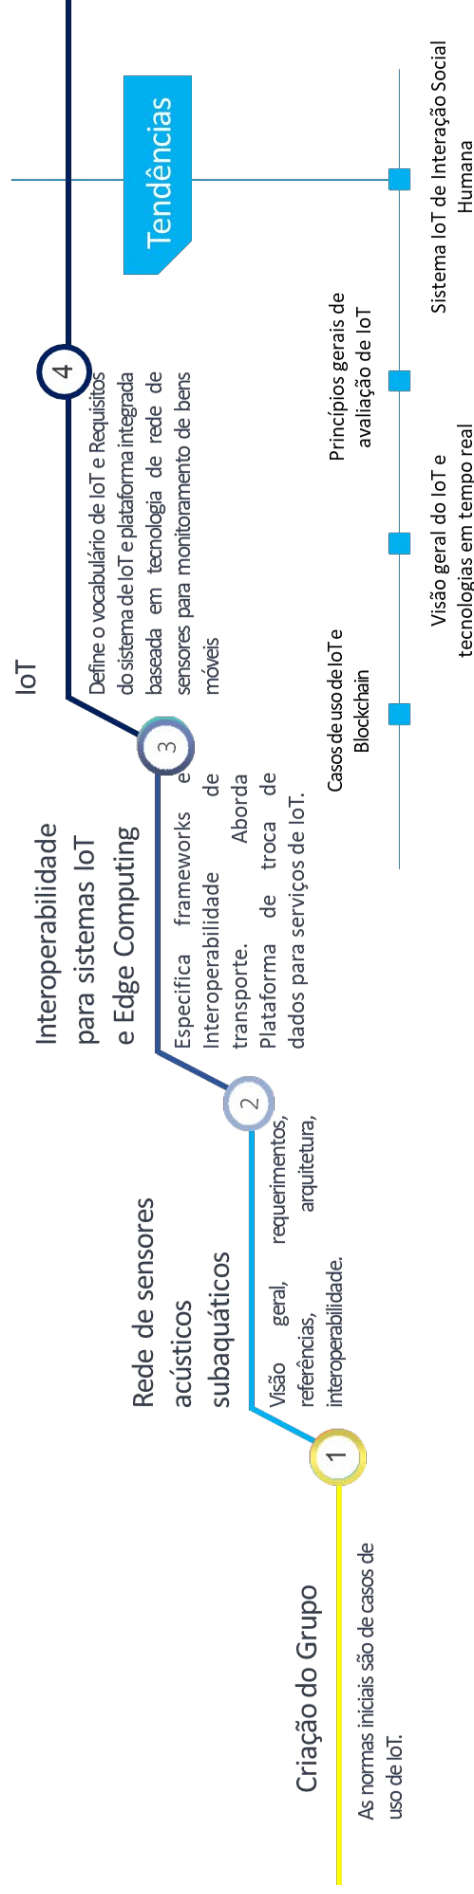 Criação do Grupo
As normas iniciais são de casos de
uso de IoT.
1
Rede de sensores
acústicos
subaquáticos
Visão geral, requerimentos,
referências, arquitetura,
interoperabilidade.
2
Interoperabilidade
para sistemas IoT
e Edge Computing
Especifica frameworks e
Interoperabilidade de
transporte. Aborda
Plataforma de troca de
dados para serviços de IoT.
3
IoT
Define o vocabulário de IoT e Requisitos
do sistema de IoT e plataforma integrada
baseada em tecnologia de rede de
sensores para monitoramento de bens
móveis
4
Tendências
Casos de uso de IoT e
Blockchain
Visão geral do IoT e
tecnologias em tempo real
Princípios gerais de
avaliação de IoT
Sistema IoT de Interação Social
Humana